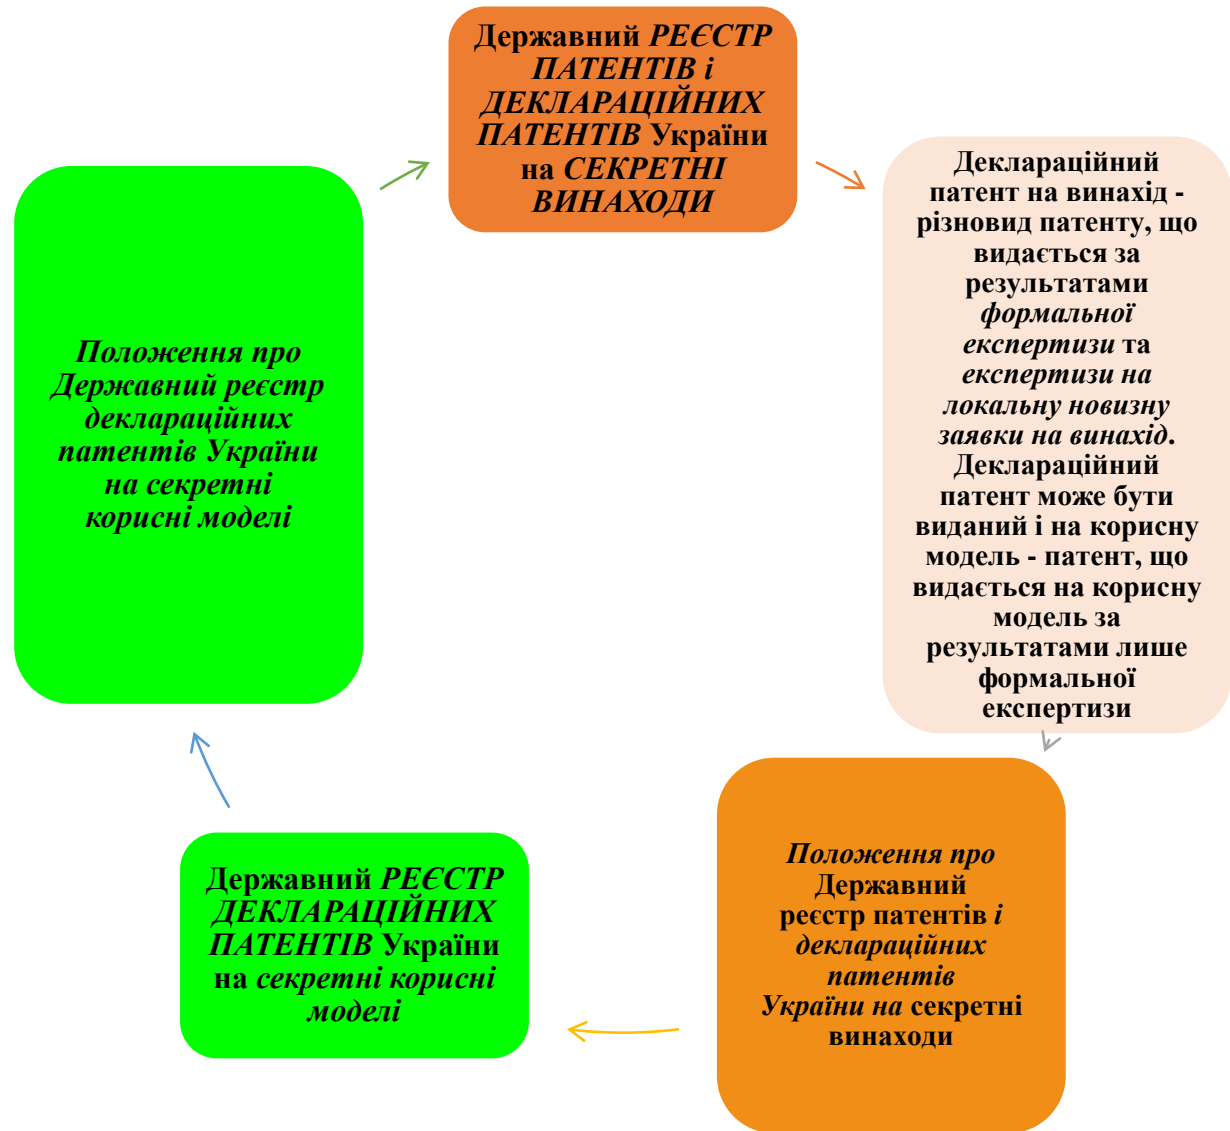 Державний РЕЄСТР
ПАТЕНТІВ і
ДЕКЛАРАЦІЙНИХ
ПАТЕНТІВ України
на СЕКРЕТНІ
ВИНАХОДИ
Деклараційний
патент на винахід -
різновид патенту, що
видається за
результатами
формальної
експертизи та
експертизи на
локальну новизну
заявки на винахід.
Деклараційний
патент може бути
виданий і на корисну
модель - патент, що
видається на корисну
модель за
результатами лише
формальної
експертизи
Положення про
Державний
реєстр патентів і
деклараційних
патентів
України на секретні
винаходи
Державний РЕЄСТР
ДЕКЛАРАЦІЙНИХ
ПАТЕНТІВ України
на секретні корисні
моделі
Положення про
Державний реєстр
деклараційних
патентів України
на секретні
корисні моделі